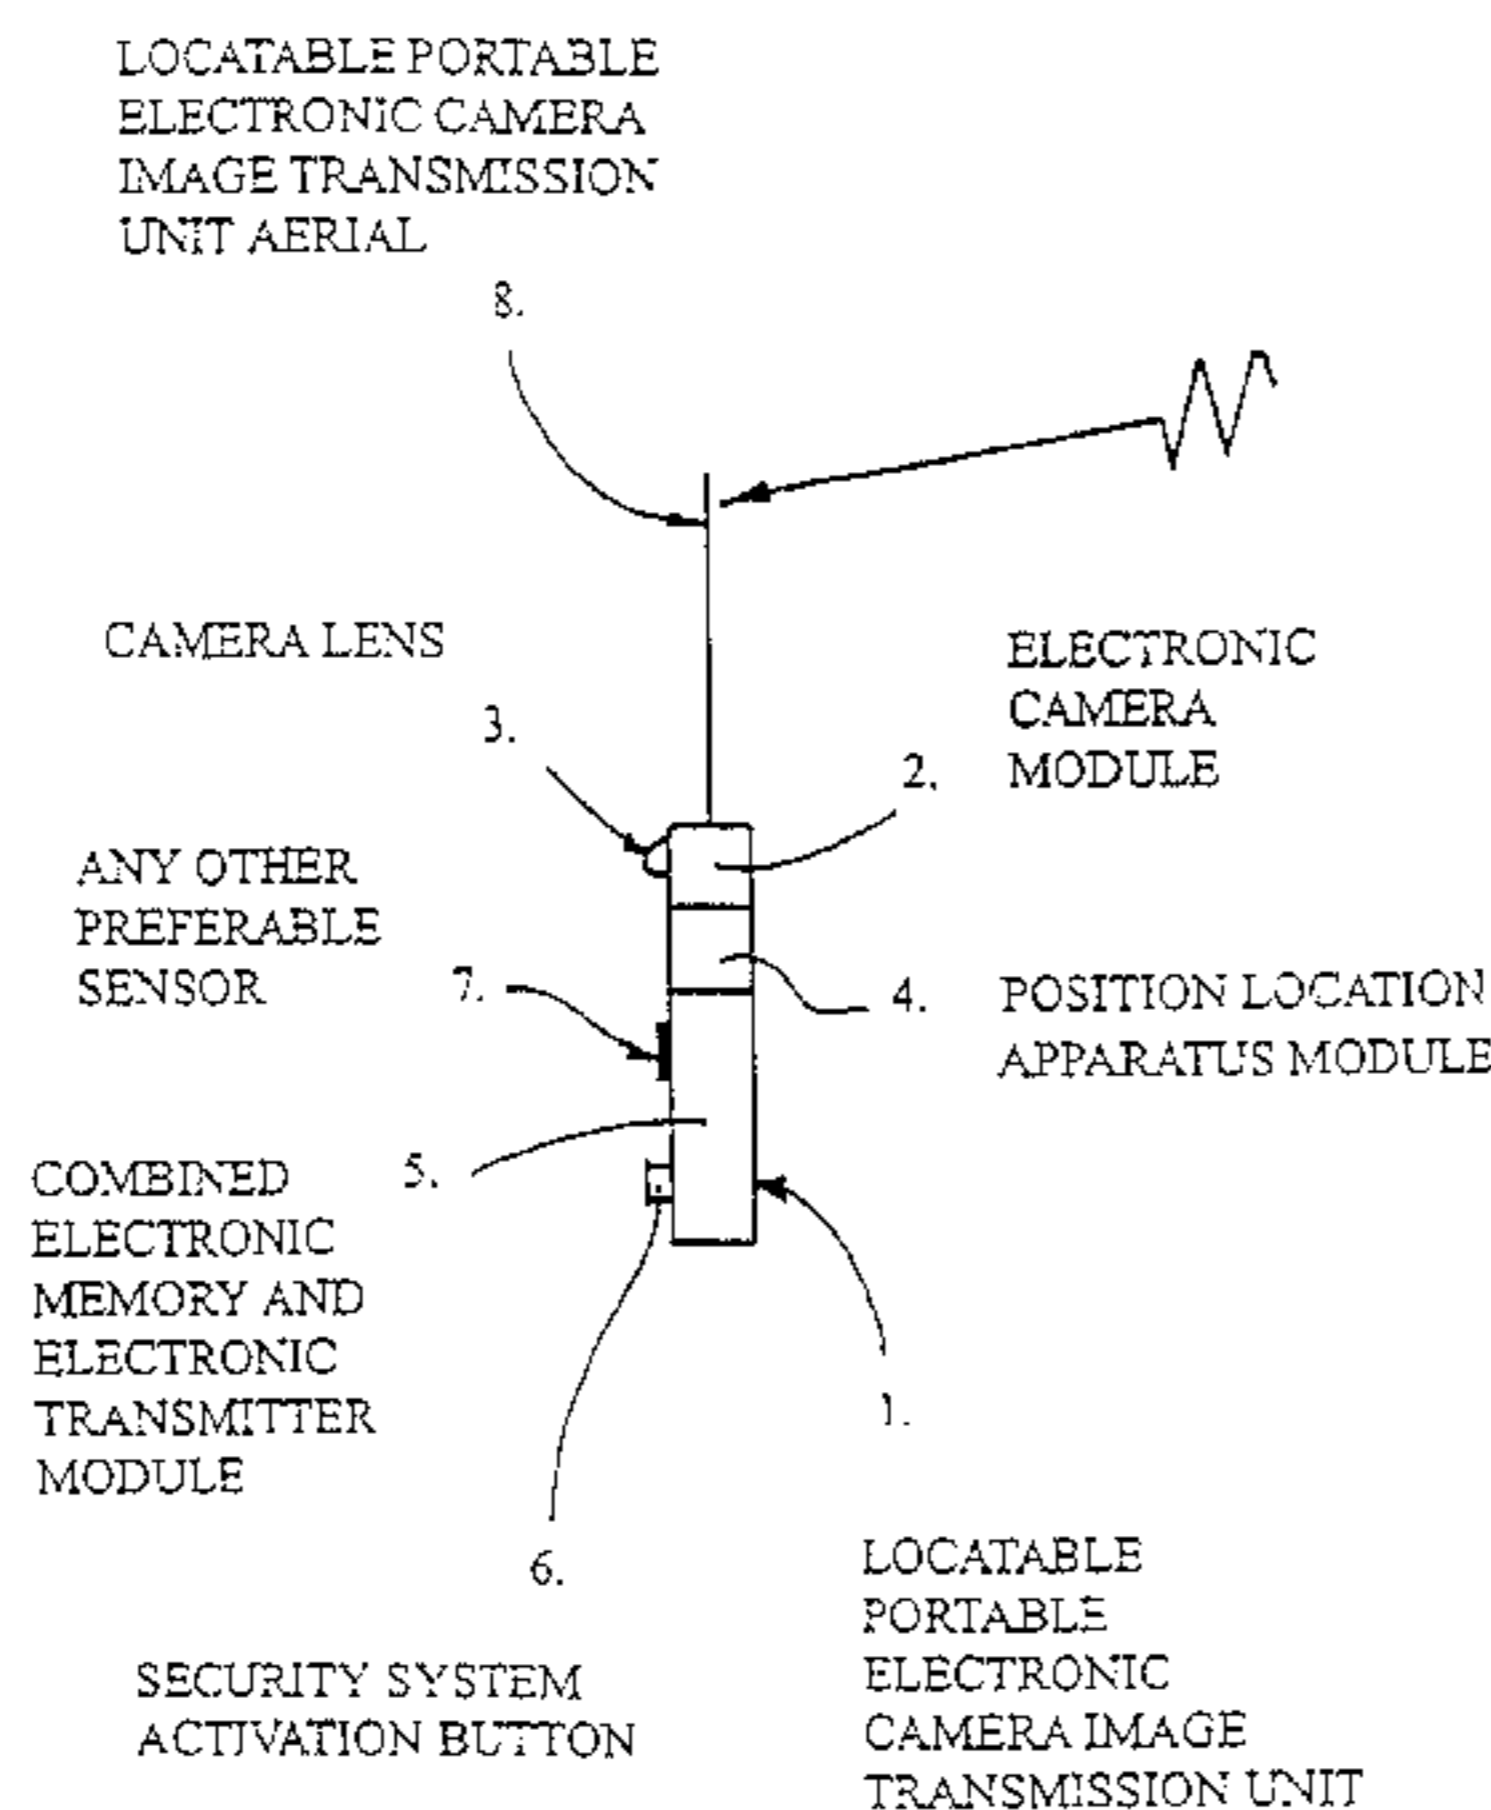 LOCATABLE PORTABLE
ELECTRONIC CAMERA
IMAGE TRANSMISSION
UNIT AERIAL
8.
CAMERA LENS
3.
ELECTRONIC
CAMERA
MODULE
2.
ANY OTHER
PREFERABLE
SENSOR
7.
4.
POSITION LOCATION
APPARATUS MODULE
5.
COMBINED
ELECTRONIC
MEMORY AND
ELECTRONIC
TRANSMITTER
MODULE
1.
6.
SECURITY SYSTEM
ACTIVATION BUTTON
LOCATABLE
PORTABLE
ELECTRONIC
CAMERA IMAGE
TRANSMISSION UNIT